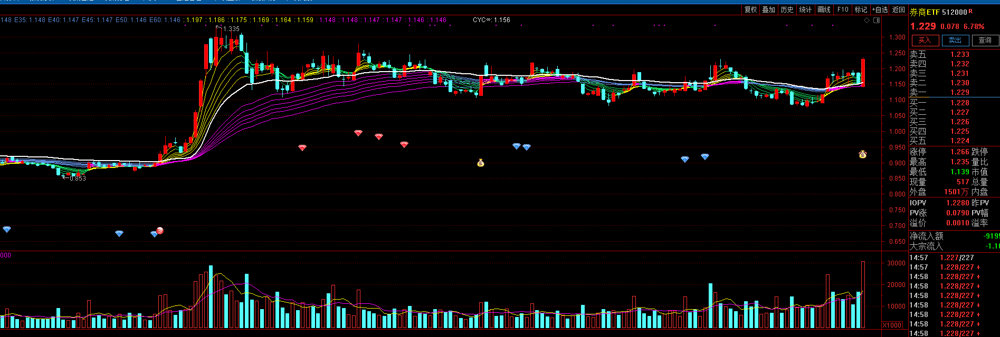 复权 叠加 历史 统计 画线 F10 标记 +自选 返回
148 E35: 1.148 E40: 1.147 E45: 1.147 E50: 1.146 E60: 1.146 : 1.197 : 1.186 : 1.175 : 1.169 : 1.164 : 1.159 : 1.148 : 1.148 : 1.147 : 1.147 : 1.146 : 1.146 CYC∞: 1.156
1.335
0.853
1.300
1.250
1.200
1.150
1.100
1.050
1.000
0.950
0.900
0.850
0.800
0.750
0.700
0.650
000
30000
20000
10000
X1000
券商ETF 512000 R
1.229 0.078 6.78%
买入 卖出 查询
卖五 1.233
卖四 1.232
卖三 1.231
卖二 1.230
卖一 1.229
买一 1.228
买二 1.227
买三 1.226
买四 1.225
买五 1.224
涨停 1.266 跌停
最高 1.235 量比
最低 1.139 市值
现量 517 总量
外盘 1501万 内盘
IOPV 1.2280 昨PV
PV涨 0.0790 PV幅
溢价 0.0010 溢率
净流入额 -919
大宗流入 -1.1
14:57 1.227/227
14:57 1.228/227 +
14:58 1.228/227 +
14:58 1.228/227 +
14:58 1.228/227 +
14:58 1.228/227 +
14:58 1.228/227 +
14:58 1.228/227 +
14:58 1.228/227 +